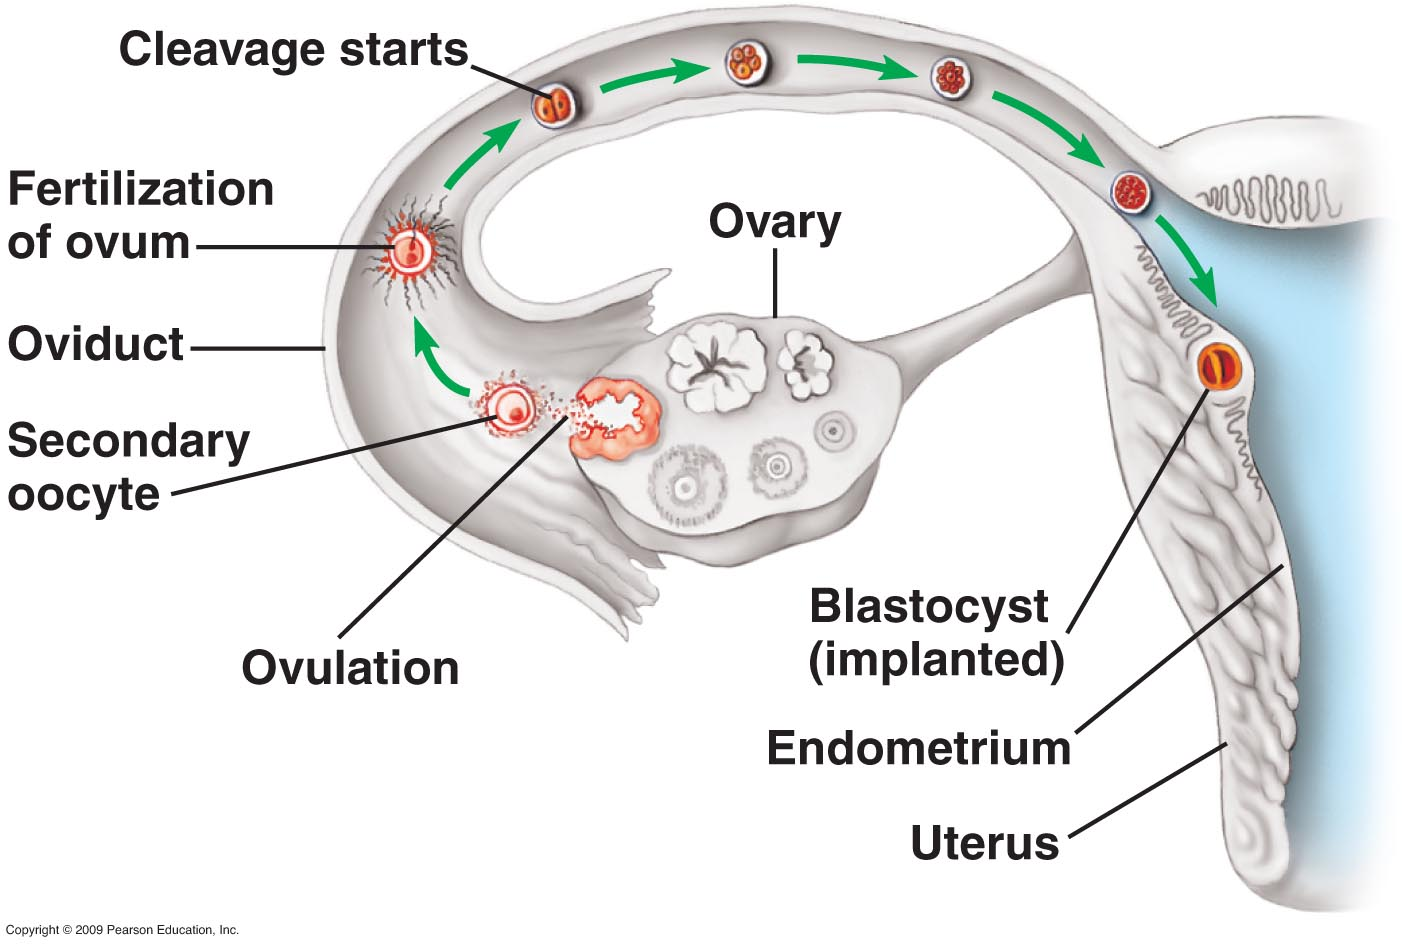 Cleavage starts
Fertilization
of ovum
Ovary
Oviduct
Secondary
oocyte
Ovulation
Blastocyst
(implanted)
Endometrium
Uterus
Copyright © 2009 Pearson Education, Inc.